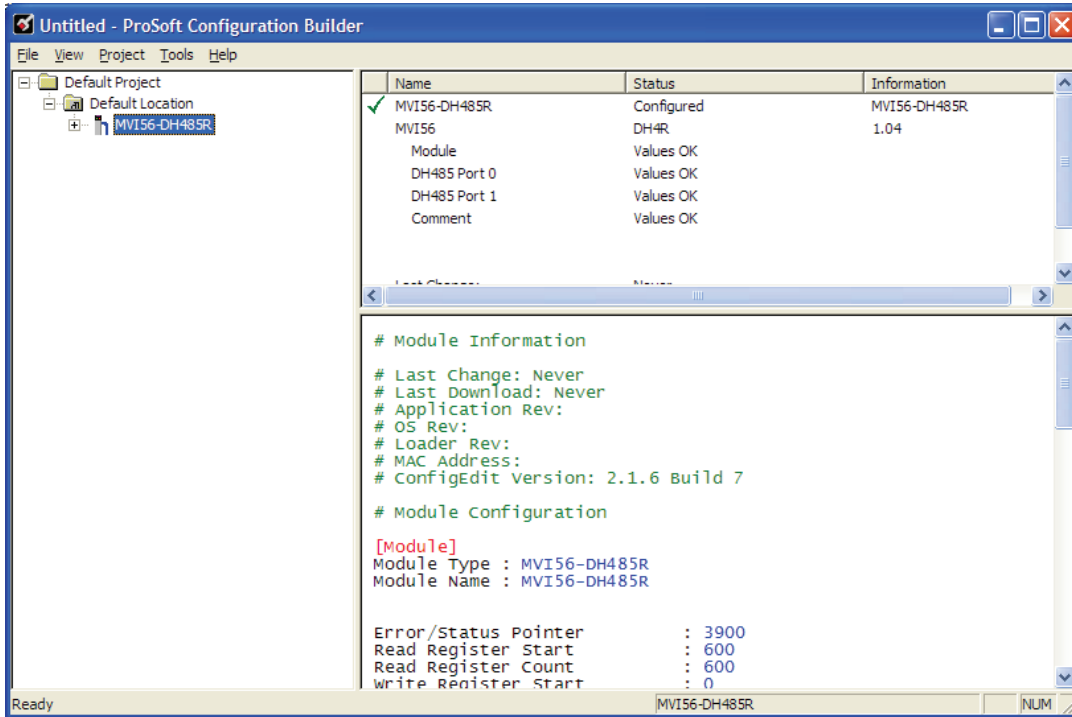 Untitled - ProSoft Configuration Builder
File View Project Tools Help
Default Project
Default Location
MVI56-DH485R
Name Status Information
MVI56-DH485R Configured MVI56-DH485R
MVI56 DH4R 1.04
Module Values OK
DH485 Port 0 Values OK
DH485 Port 1 Values OK
Comment Values OK
Last Change: Never
# Module Information
# Last Change: Never
# Last Download: Never
# Application Rev:
# OS Rev:
# Loader Rev:
# MAC Address:
# ConfigEdit Version: 2.1.6 Build 7
# Module Configuration
[Module]
Module Type : MVI56-DH485R
Module Name : MVI56-DH485R
Error/Status Pointer : 3900
Read Register Start : 600
Read Register Count : 600
Write Register Start : 0
Ready MVI56-DH485R NUM